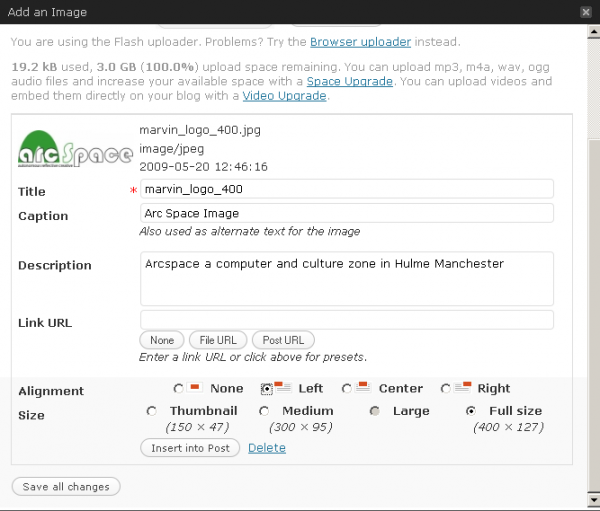 Add an Image
You are using the Flash uploader. Problems? Try the Browser uploader instead.
19.2 kB used, 3.0 GB (100.0%) upload space remaining. You can upload mp3, m4a, wav, ogg
audio files and increase your available space with a Space Upgrade. You can upload videos and
embed them directly on your blog with a Video Upgrade.
arcSpace
marvin_logo_400.jpg
image/jpeg
2009-05-20 12:46:16
Title * marvin_logo_400
Caption Arc Space Image
Also used as alternate text for the image
Description Arcspace a computer and culture zone in Hulme Manchester
Link URL
None File URL Post URL
Enter a link URL or click above for presets.
Alignment None Left Center Right
Size Thumbnail Medium Large Full size
(150 × 47) (300 × 95) (400 × 127)
Insert into Post Delete
Save all changes